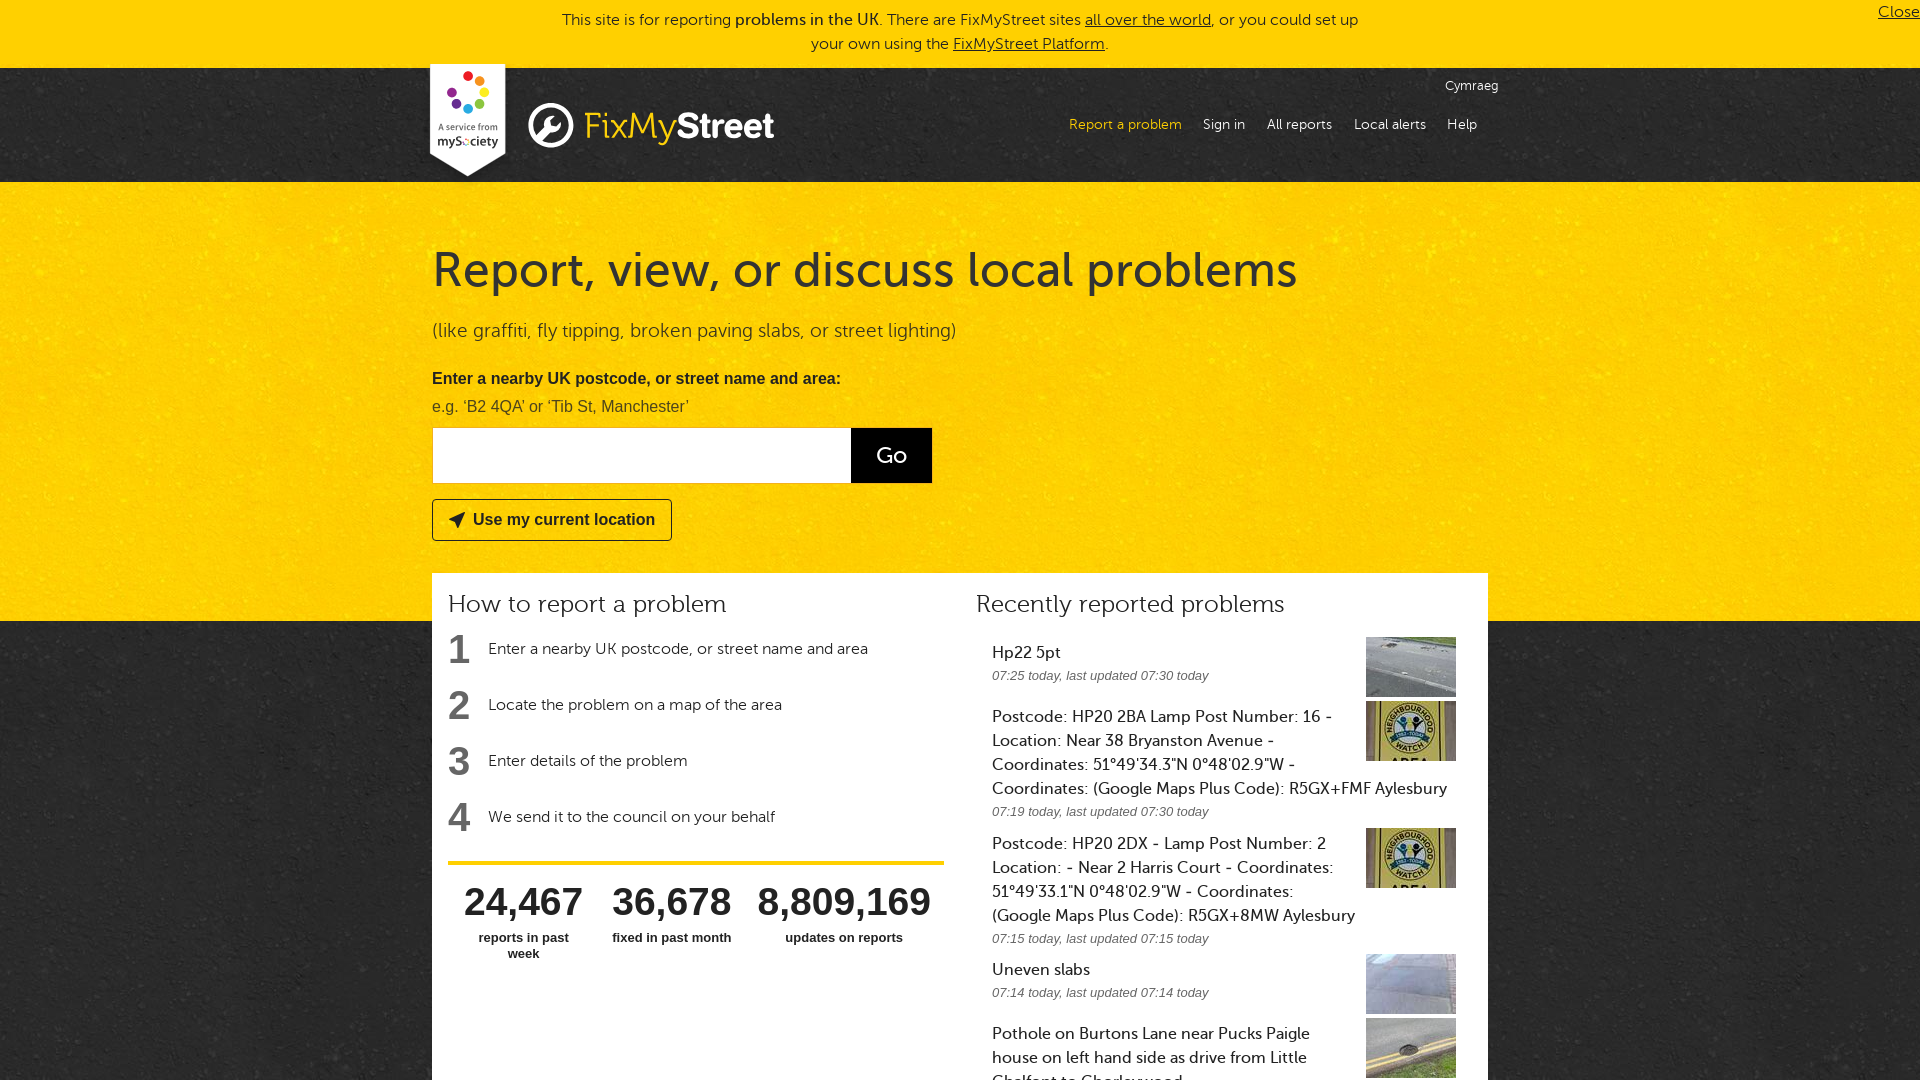 This site is for reporting problems in the UK. There are FixMyStreet sites all over the world, or you could set up
your own using the FixMyStreet Platform.
Close
A service from
mySociety
FixMyStreet
Cymraeg
Report a problem
Sign in
All reports
Local alerts
Help
Report, view, or discuss local problems
(like graffiti, fly tipping, broken paving slabs, or street lighting)
Enter a nearby UK postcode, or street name and area:
e.g. ‘B2 4QA’ or ‘Tib St, Manchester’
Go
Use my current location
How to report a problem
1 Enter a nearby UK postcode, or street name and area
2 Locate the problem on a map of the area
3 Enter details of the problem
4 We send it to the council on your behalf
24,467
reports in past
week
36,678
fixed in past month
8,809,169
updates on reports
Recently reported problems
Hp22 5pt
07:25 today, last updated 07:30 today
Postcode: HP20 2BA Lamp Post Number: 16 -
Location: Near 38 Bryanston Avenue -
Coordinates: 51°49'34.3"N 0°48'02.9"W -
Coordinates: (Google Maps Plus Code): R5GX+FMF Aylesbury
07:19 today, last updated 07:30 today
NEIGHBOURHOOD
WATCH
AREA
Postcode: HP20 2DX - Lamp Post Number: 2
Location: - Near 2 Harris Court - Coordinates:
51°49'33.1"N 0°48'02.9"W - Coordinates:
(Google Maps Plus Code): R5GX+8MW Aylesbury
07:15 today, last updated 07:15 today
NEIGHBOURHOOD
WATCH
AREA
Uneven slabs
07:14 today, last updated 07:14 today
Pothole on Burtons Lane near Pucks Paigle
house on left hand side as drive from Little
Chalfont to Chorleywood